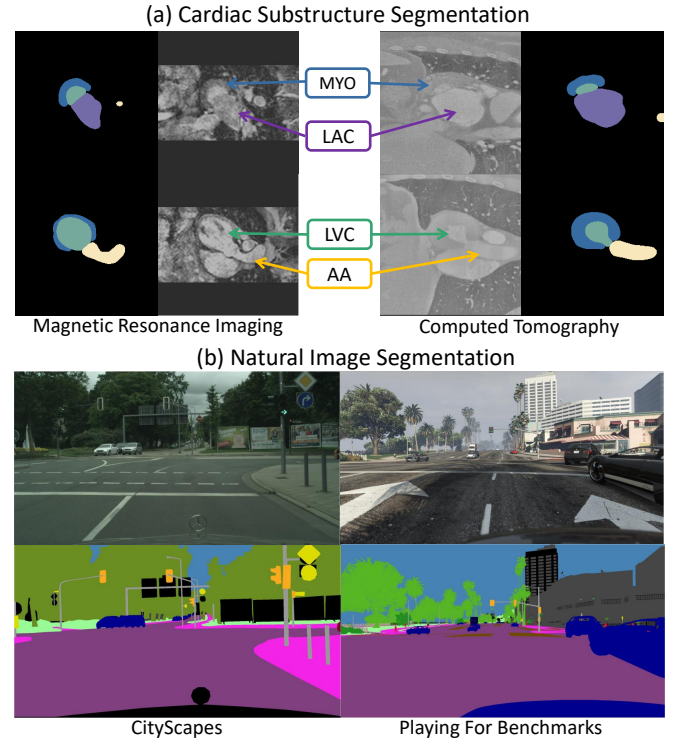 (a) Cardiac Substructure Segmentation
MYO
LAC
LVC
AA
Magnetic Resonance Imaging
Computed Tomography
(b) Natural Image Segmentation
CityScapes
Playing For Benchmarks